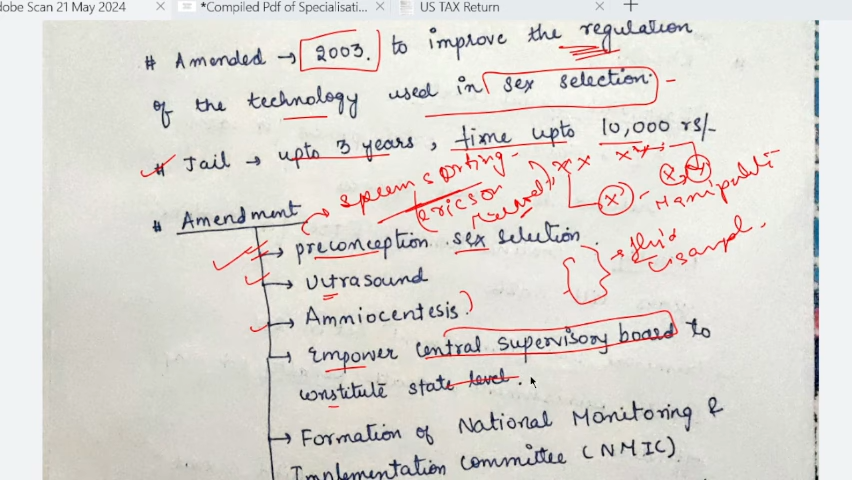 dobe Scan 21 May 2024 × *Compiled Pdf of Specialisati... × US TAX Return × +
# Amended → 2003. to improve the regulation
of the technology used in sex selection.
# Jail → upto 3 years, fine upto 10,000 rs/-
sperm sorting
Ericson Method
XX
XY
X
X Y
Manipulati
# Amendment
→ preconception sex selection.
→ Ultrasound
→ fluid
→ Amniocentesis
→ Empower central supervisory board to
constitute state level.
→ Formation of National Monitoring &
Implementation committee (NMIC)